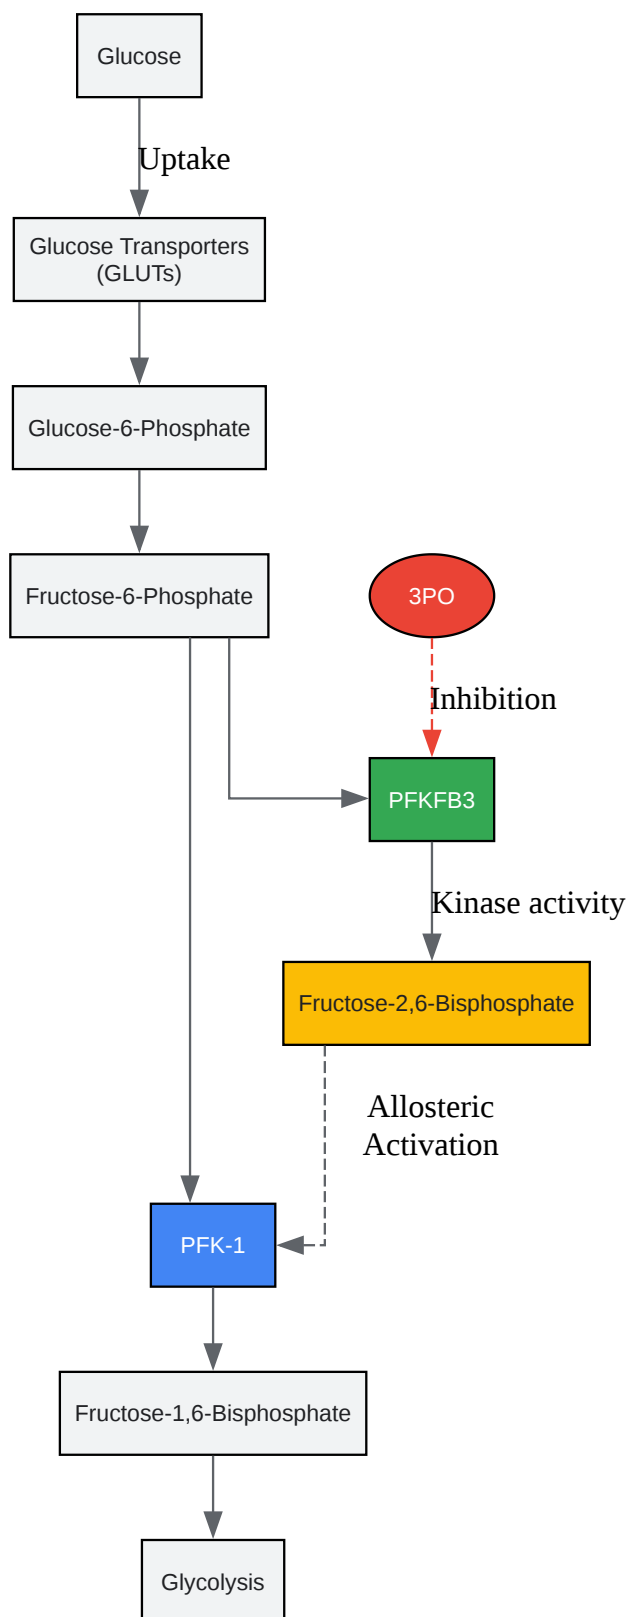 Glucose
Uptake
Glucose Transporters
(GLUTs)
Glucose-6-Phosphate
Fructose-6-Phosphate
3PO
Inhibition
PFKFB3
Kinase activity
Fructose-2,6-Bisphosphate
Allosteric
Activation
PFK-1
Fructose-1,6-Bisphosphate
Glycolysis